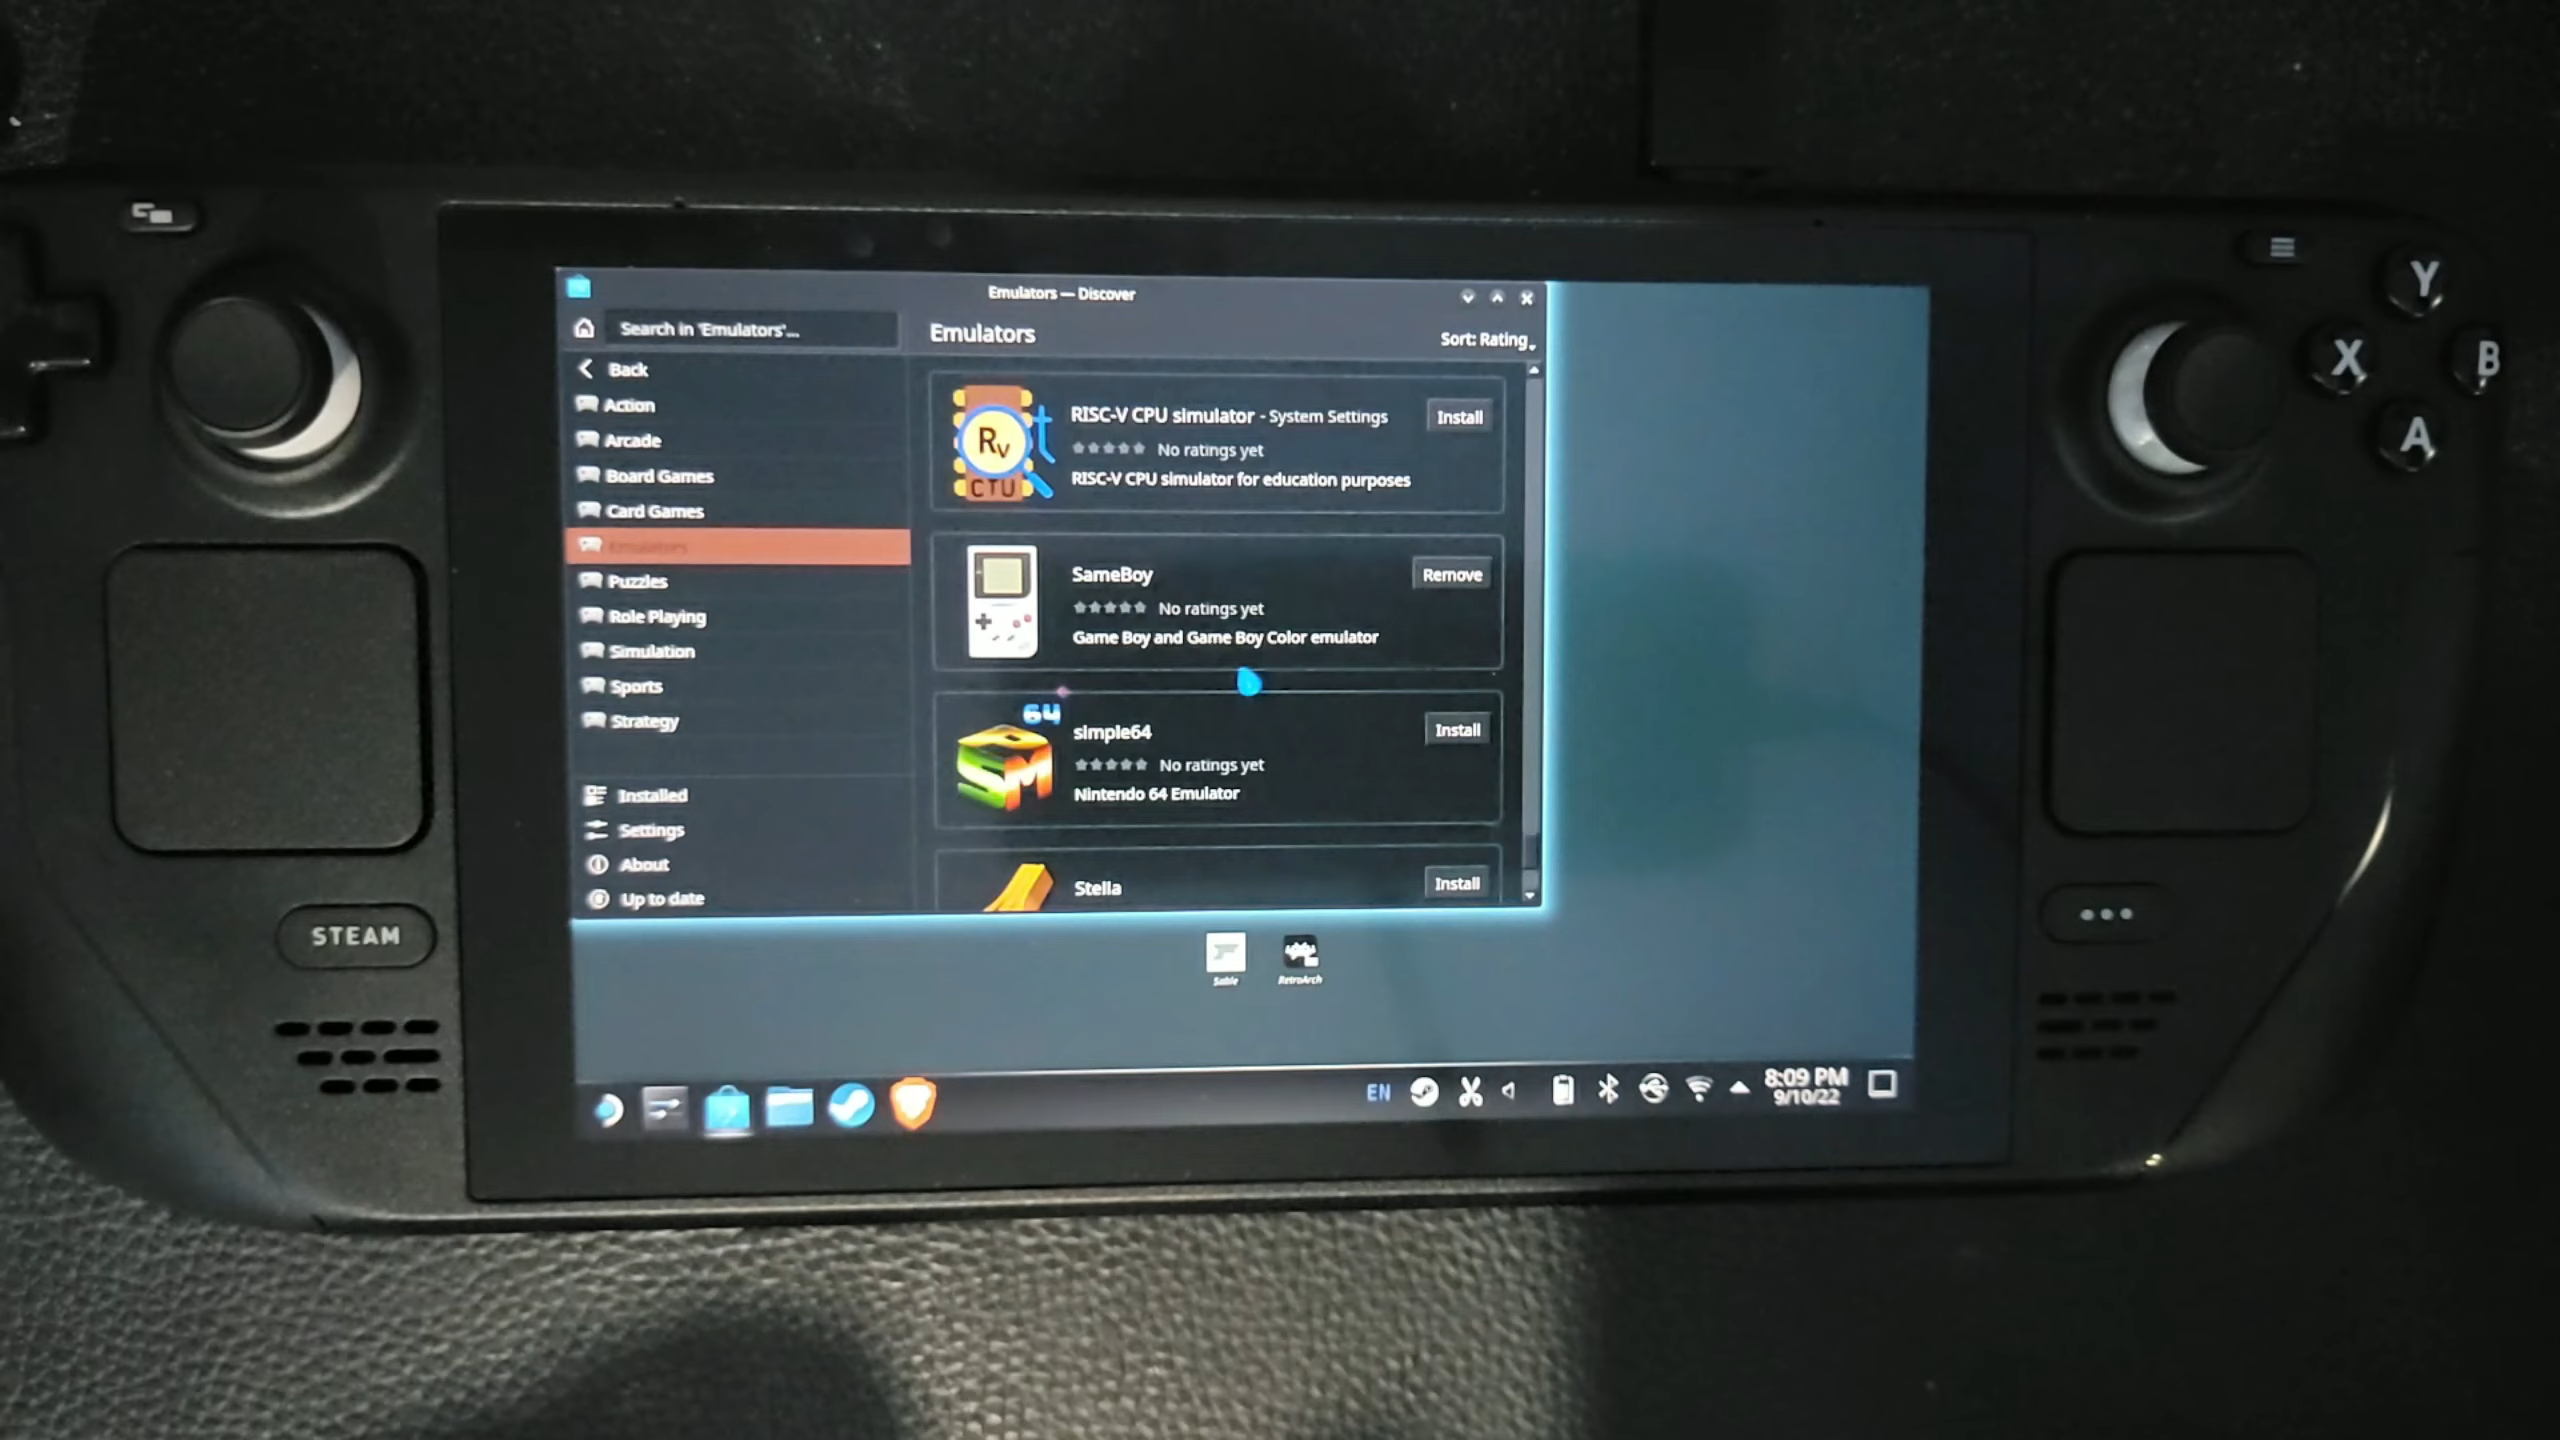 Emulators — Discover
Search in 'Emulators'...
Emulators
Sort: Rating
Back
Action
Arcade
Board Games
Card Games
Emulators
Puzzles
Role Playing
Simulation
Sports
Strategy
Installed
Settings
About
Up to date
Rv
CTU
RISC-V CPU simulator - System Settings
Install
No ratings yet
RISC-V CPU simulator for education purposes
SameBoy
Remove
No ratings yet
Game Boy and Game Boy Color emulator
64
SM
simple64
Install
No ratings yet
Nintendo 64 Emulator
Stella
Install
Sable
RetroArch
EN
8:09 PM
9/10/22
STEAM
Y
X
B
A